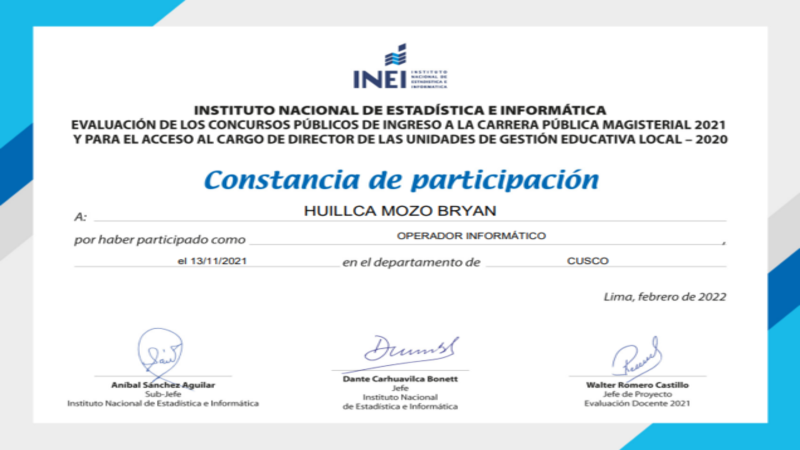 INEI
INSTITUTO
NACIONAL DE
ESTADÍSTICA E
INFORMÁTICA
INSTITUTO NACIONAL DE ESTADÍSTICA E INFORMÁTICA
EVALUACIÓN DE LOS CONCURSOS PÚBLICOS DE INGRESO A LA CARRERA PÚBLICA MAGISTERIAL 2021
Y PARA EL ACCESO AL CARGO DE DIRECTOR DE LAS UNIDADES DE GESTIÓN EDUCATIVA LOCAL – 2020
Constancia de participación
A: HUILLCA MOZO BRYAN
por haber participado como OPERADOR INFORMÁTICO,
el 13/11/2021 en el departamento de CUSCO
Lima, febrero de 2022
Anibal Sánchez Aguilar
Sub-Jefe
Instituto Nacional de Estadística e Informática
Dante Carhuavilca Bonett
Jefe
Instituto Nacional
de Estadística e Informática
Walter Romero Castillo
Jefe de Proyecto
Evaluación Docente 2021